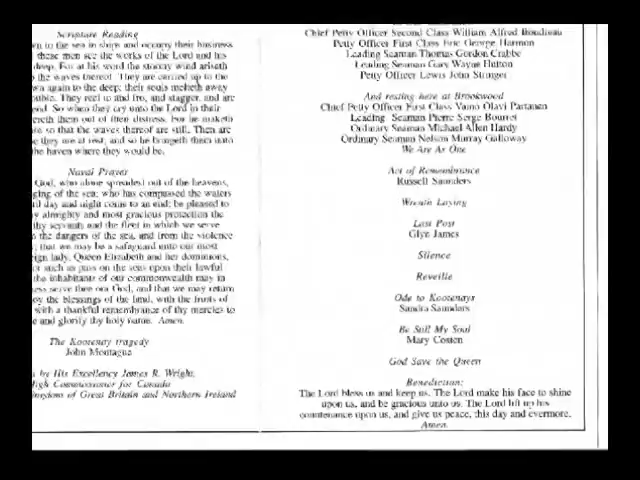 Scripture Reading
wn to the sea in ships and occupy their business
these men see the works of the Lord and his
deep. For at his word the stormy wind ariseth
the waves thereof. They are carried up to the
wn again to the deep; their souls melteth away
ouble. They reel to and fro, and stagger, and are
end. So when they cry unto the Lord in their
ereth them out of their distress. For he maketh
so that the waves thereof are still. Then are
they are at rest, and so he bringeth them unto
the haven where they would be.
Naval Prayer
God, who alone spreadest out of the heavens,
ging of the sea; who has compassed the waters
til day and night come to an end; be pleased to
almighty and most gracious protection the
thy servants and the fleet in which we serve
the dangers of the sea, and from the violence
that we may be a safeguard unto our most
eign lady, Queen Elizabeth and her dominions,
for such as pass on the seas upon their lawful
the inhabitants of our commonwealth may in
serve thee our God, and that we may return
oy the blessings of the land, with the fruits of
with a thankful remembrance of thy mercies to
e and glorify thy holy name. Amen.
The Kootenay tragedy
John Montague
by His Excellency James R. Wright,
High Commissioner for Canada
Kingdom of Great Britain and Northern Ireland
Chief Petty Officer Second Class William Alfred Boudreau
Petty Officer First Class Eric George Harmon
Leading Seaman Thomas Gordon Crabbe
Leading Seaman Gary Wayne Hutton
Petty Officer Lewis John Stringer
And resting here at Brookwood
Chief Petty Officer First Class Vaino Olavi Partanen
Leading Seaman Pierre Serge Bourret
Ordinary Seaman Michael Allen Hardy
Ordinary Seaman Nelson Murray Galloway
We Are As One
Act of Remembrance
Russell Saunders
Wreath Laying
Last Post
Glyn James
Silence
Reveille
Ode to Kootenays
Sandra Saunders
Be Still My Soul
Mary Costen
God Save the Queen
Benediction:
The Lord bless us and keep us. The Lord make his face to shine
upon us, and be gracious unto us. The Lord lift up his
countenance upon us, and give us peace, this day and evermore.
Amen.